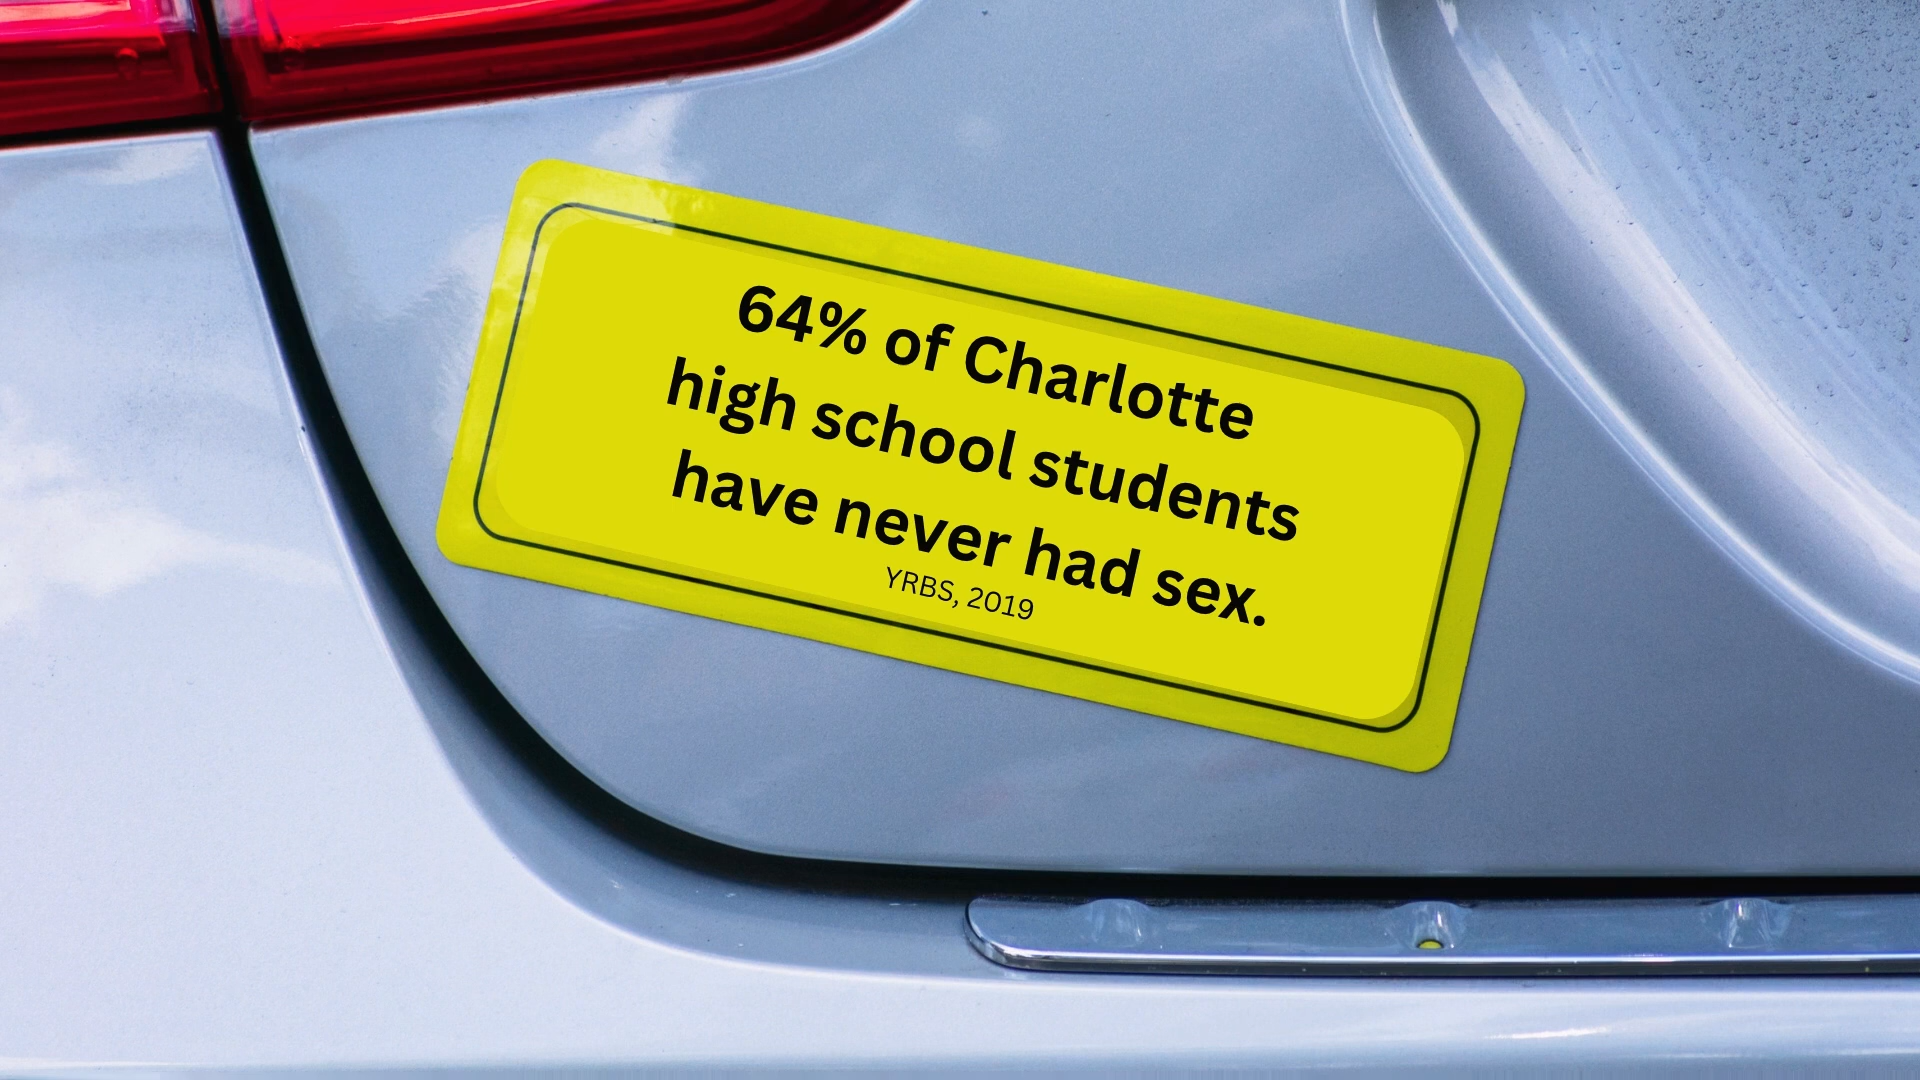 64% of Charlotte
high school students
have never had sex.
YRBS, 2019